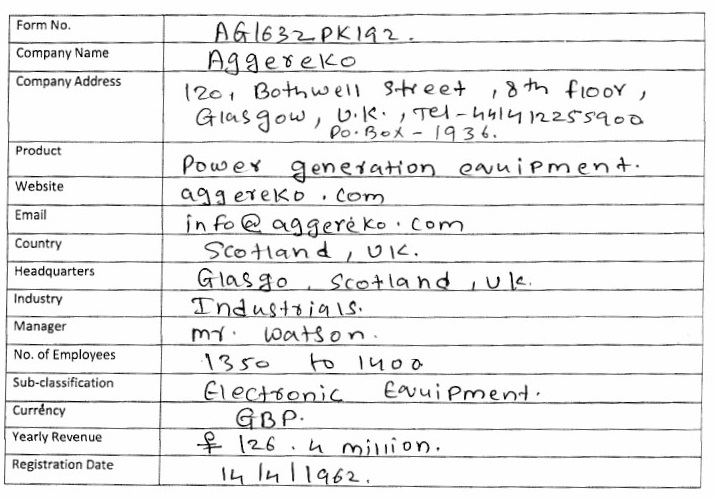 Form No. AG1632PK192.
Company Name Aggereko
Company Address 120, Bothwell Street, 8th floor,
Glasgow, U.K., Tel-441412255900
Po.Box - 1936.
Product Power generation equipment.
Website aggereko.com
Email info@aggereko.com
Country Scotland, UK.
Headquarters Glasgo, Scotland, UK.
Industry Industrials.
Manager mr. Watson.
No. of Employees 1350 to 1400
Sub-classification Electronic Equipment.
Currency GBP.
Yearly Revenue £ 126.4 million.
Registration Date 14/4/1962.